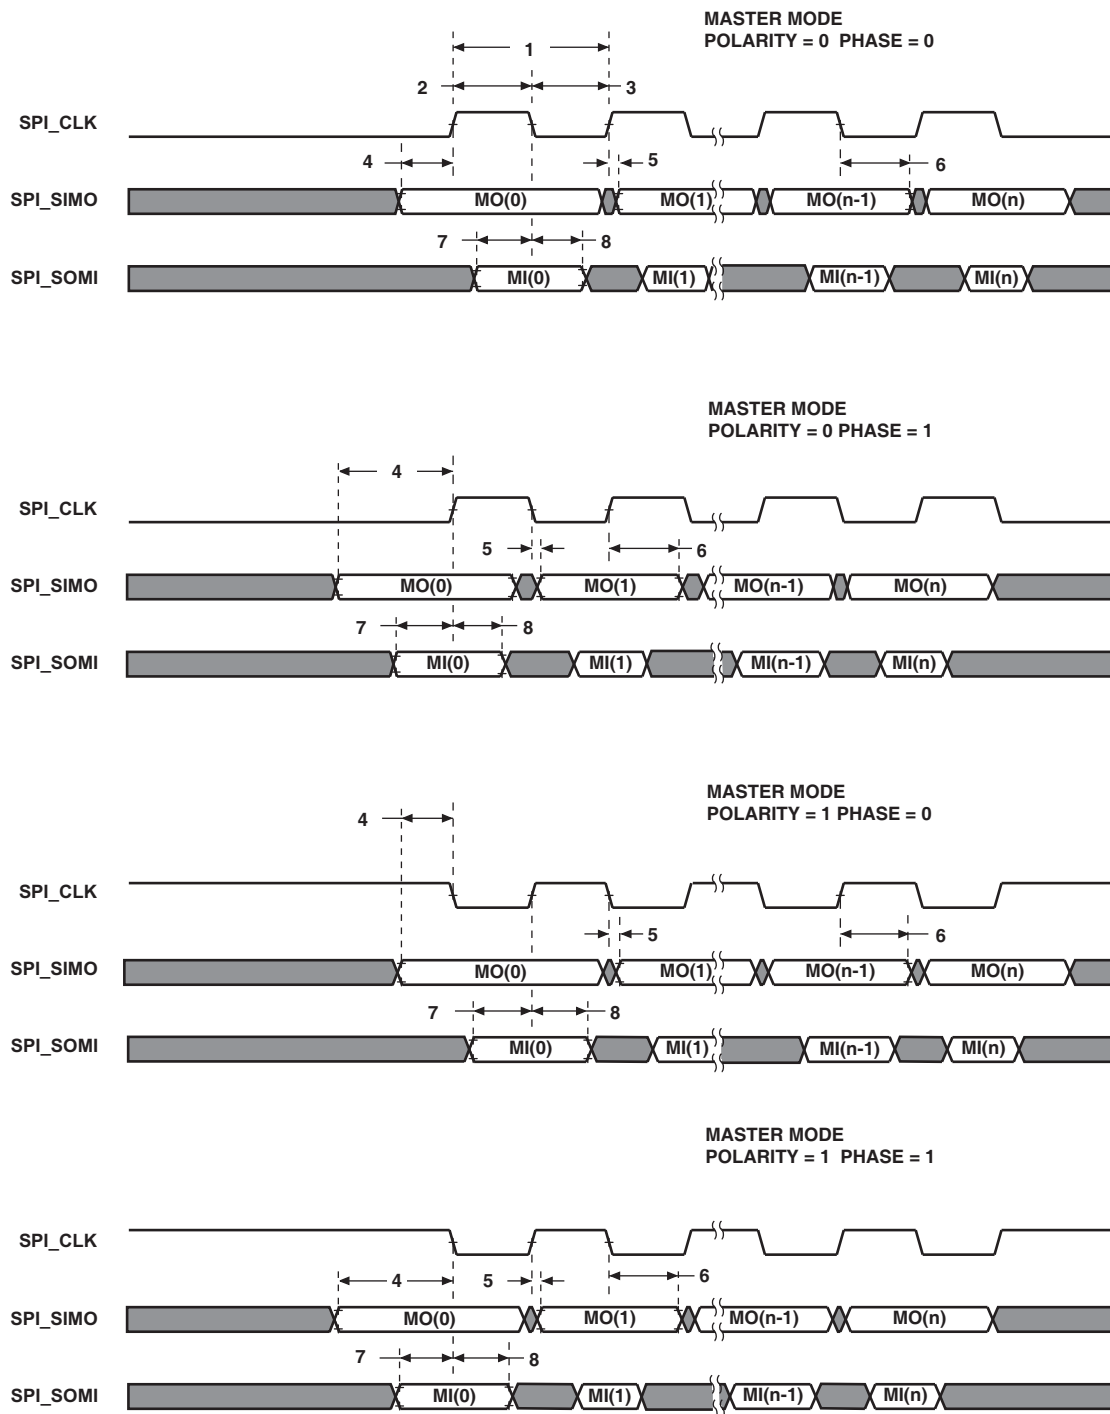 MASTER MODE
POLARITY = 0 PHASE = 0
1
2
3
SPI_CLK
4
5
6
SPI_SIMO
MO(0)
MO(1)
MO(n-1)
MO(n)
7
8
SPI_SOMI
MI(0)
MI(1)
MI(n-1)
MI(n)
MASTER MODE
POLARITY = 0 PHASE = 1
4
SPI_CLK
5
6
SPI_SIMO
MO(0)
MO(1)
MO(n-1)
MO(n)
7
8
SPI_SOMI
MI(0)
MI(1)
MI(n-1)
MI(n)
MASTER MODE
POLARITY = 1 PHASE = 0
4
SPI_CLK
5
6
SPI_SIMO
MO(0)
MO(1)
MO(n-1)
MO(n)
7
8
SPI_SOMI
MI(0)
MI(1)
MI(n-1)
MI(n)
MASTER MODE
POLARITY = 1 PHASE = 1
SPI_CLK
4
5
6
SPI_SIMO
MO(0)
MO(1)
MO(n-1)
MO(n)
7
8
SPI_SOMI
MI(0)
MI(1)
MI(n-1)
MI(n)